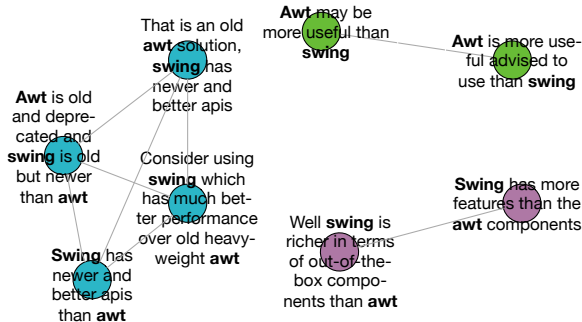 That is an old
awt solution,
swing has
newer and
better apis
Awt is old
and depre-
cated and
swing is old
but newer
than awt
Consider using
swing which
has much bet-
ter performance
over old heavy-
weight awt
Swing has
newer and
better apis
than awt
Awt may be
more useful than
swing
Awt is more use-
ful advised to
use than swing
Swing has more
features than the
awt components
Well swing is
richer in terms
of out-of-the-
box compo-
nents than awt